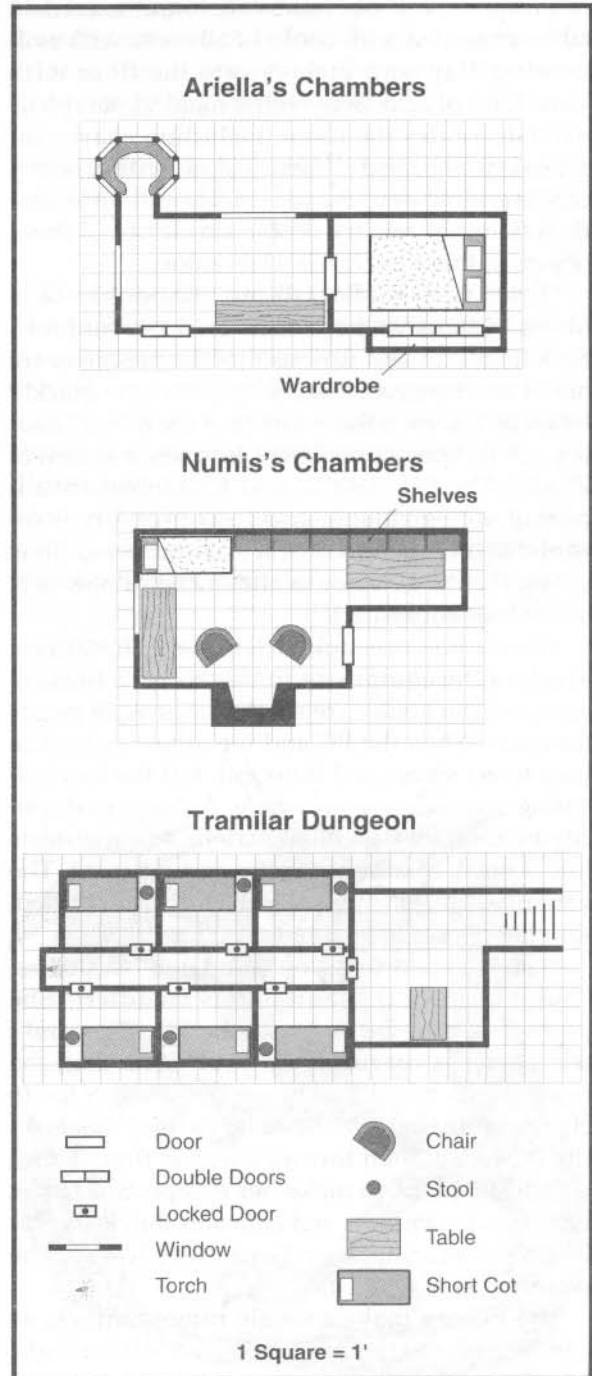 Ariella's Chambers
Wardrobe
Numis's Chambers
Shelves
Tramilar Dungeon
Door
Double Doors
Locked Door
Window
Torch
Chair
Stool
Table
Short Cot
1 Square = 1'